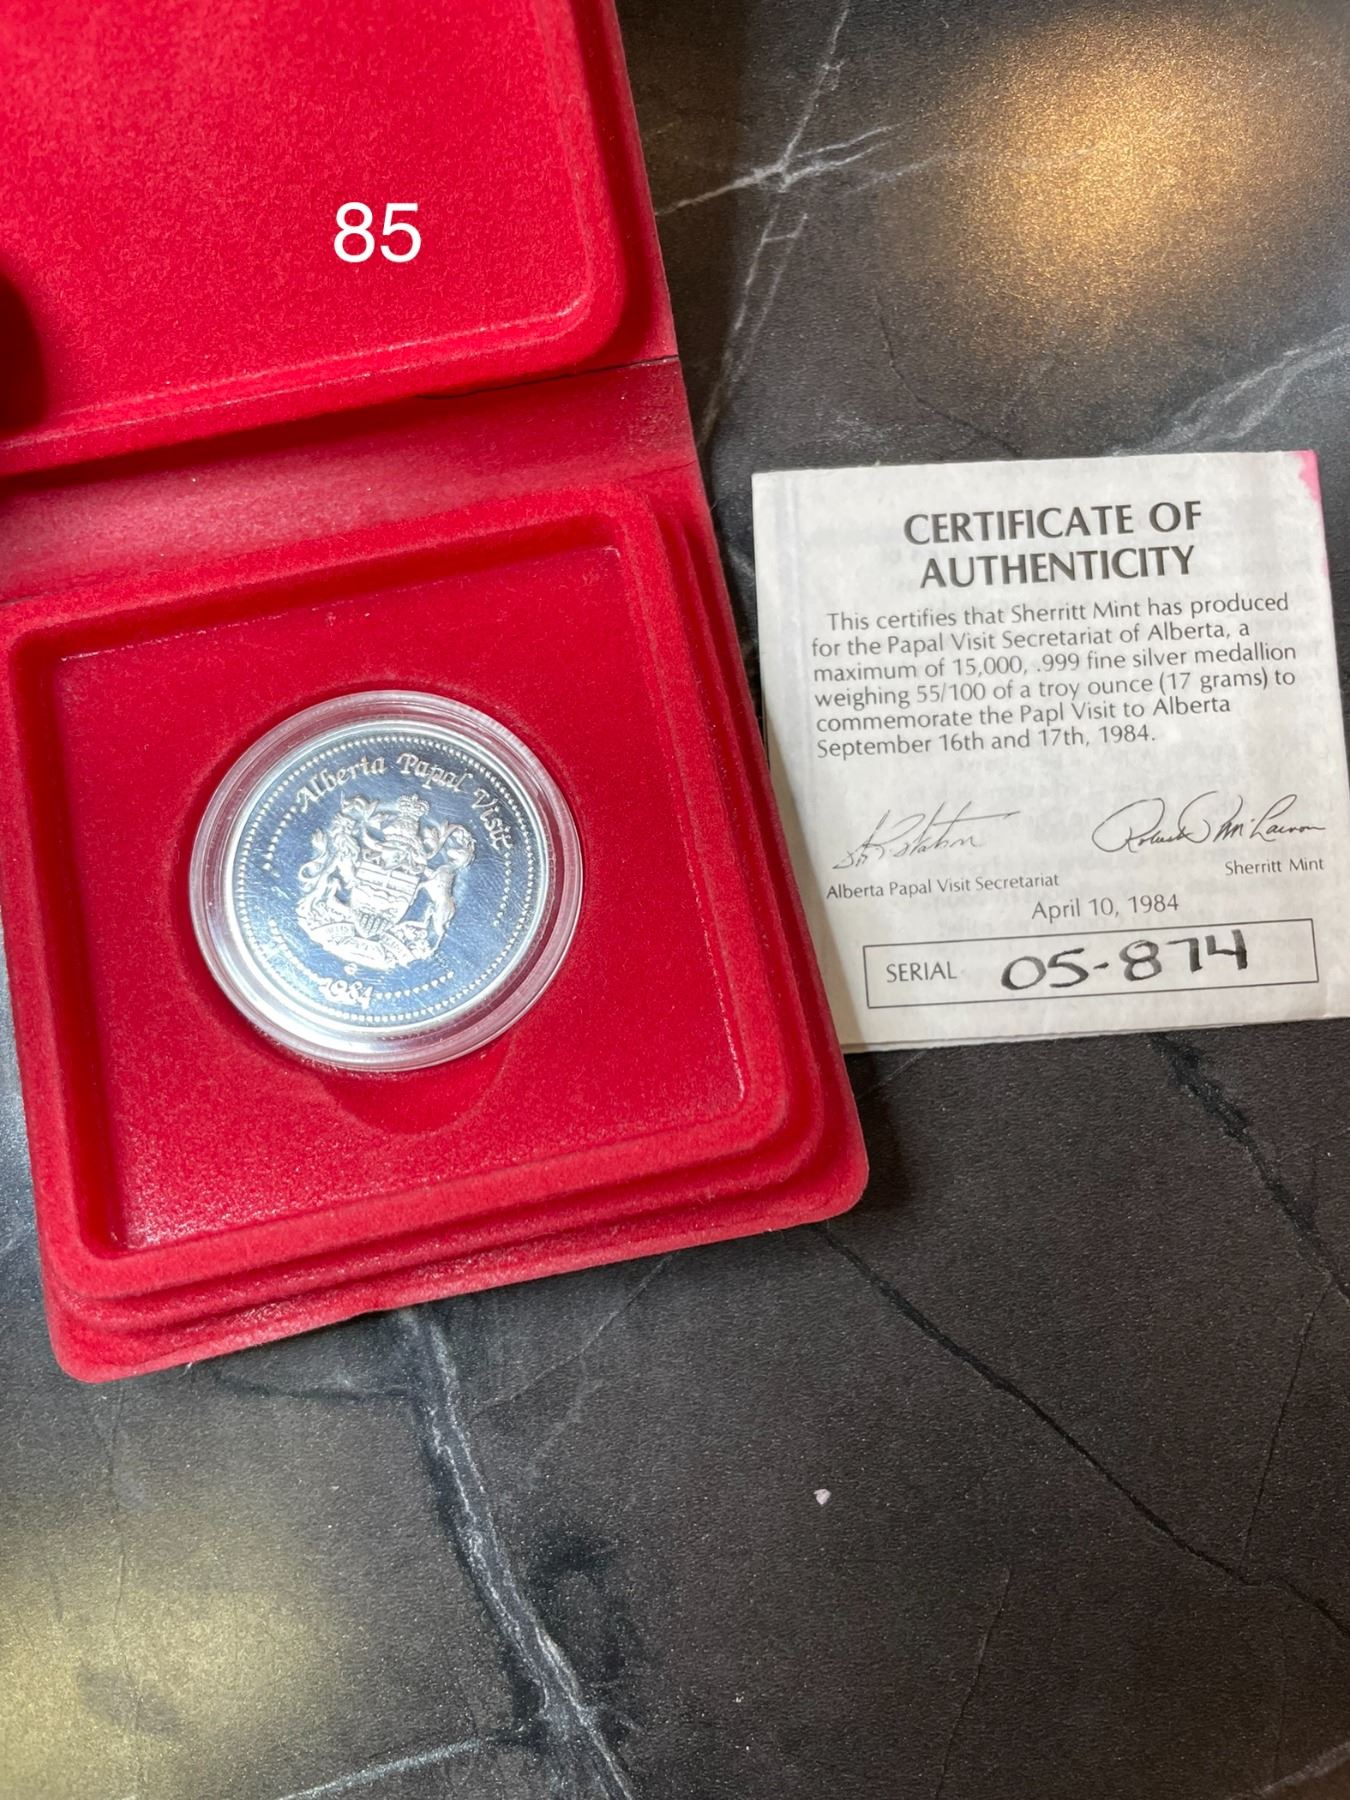 85
Alberta Papal Visit
1984
CERTIFICATE OF
AUTHENTICITY
This certifies that Sherritt Mint has produced
for the Papal Visit Secretariat of Alberta, a
maximum of 15,000, .999 fine silver medallion
weighing 55/100 of a troy ounce (17 grams) to
commemorate the Papl Visit to Alberta
September 16th and 17th, 1984.
Alberta Papal Visit Secretariat
Sherritt Mint
April 10, 1984
SERIAL 05-874